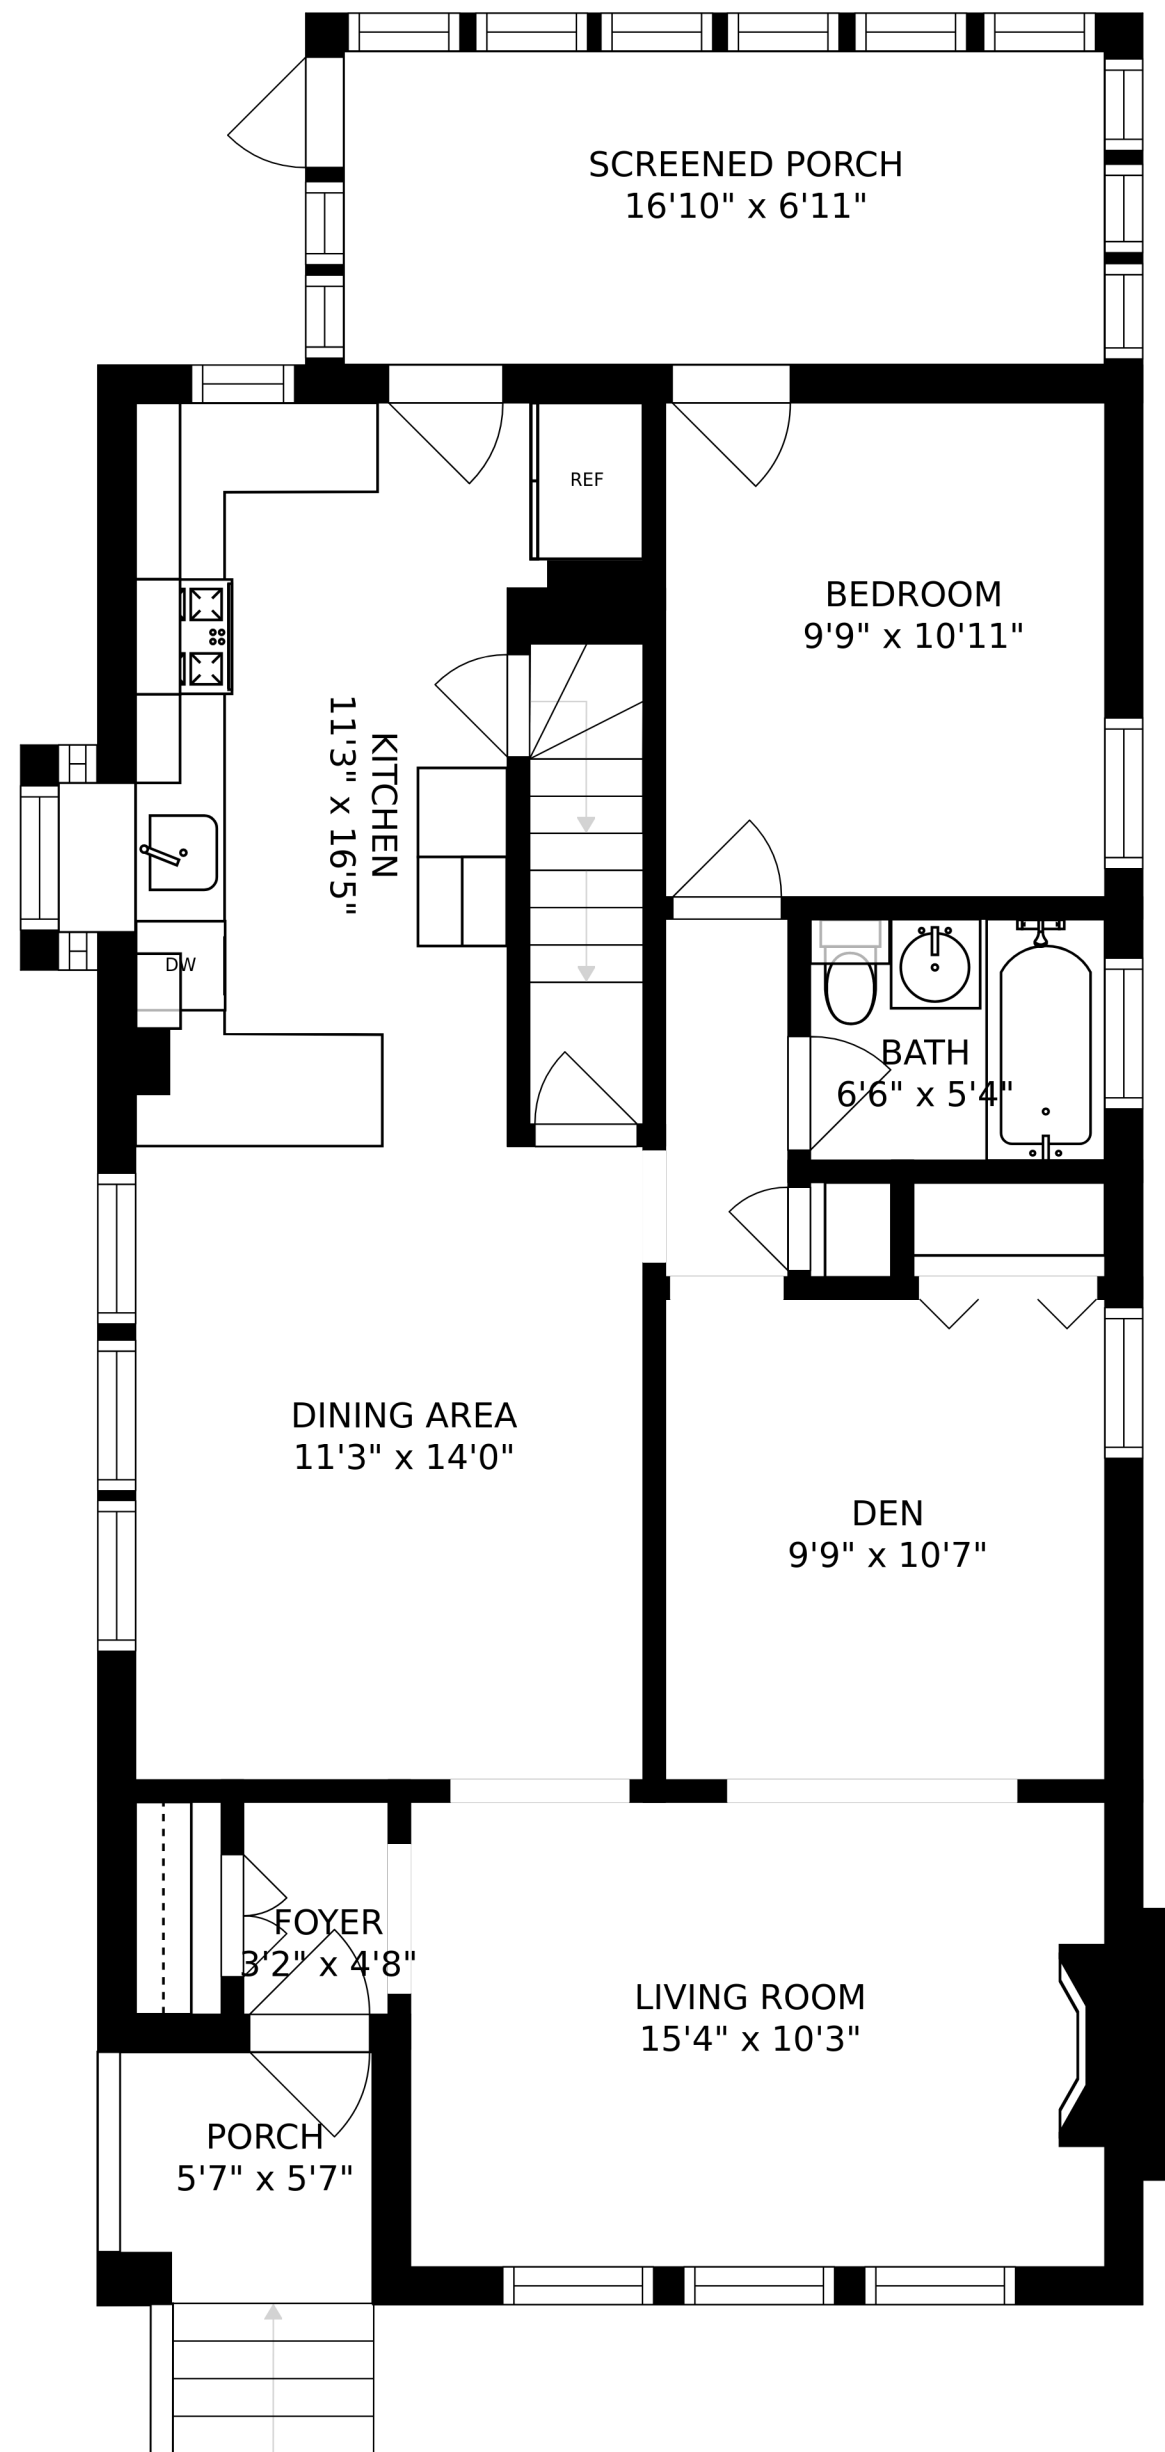 SCREENED PORCH
16'10" x 6'11"
REF
BEDROOM
9'9" x 10'11"
KITCHEN
11'3" x 16'5"
DW
BATH
6'6" x 5'4"
DINING AREA
11'3" x 14'0"
DEN
9'9" x 10'7"
FOYER
3'2" x 4'8"
LIVING ROOM
15'4" x 10'3"
PORCH
5'7" x 5'7"